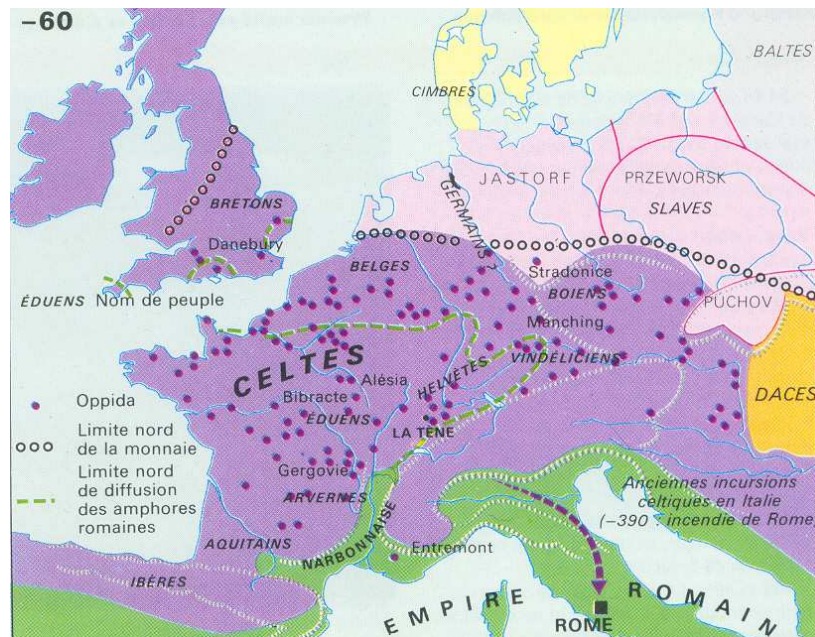 −60
BALTES
CIMBRES
JASTORF
PRZEWORSK
SLAVES
GERMAINS ?
BRETONS
Danebury
BELGES
Stradonice
BOÏENS
PÚCHOV
ÉDUENS Nom de peuple
Manching
VINDÉLICIENS
CELTES
HELVÈTES
DACES
Alésia
Bibracte
ÉDUENS
Oppida
LA TÈNE
Limite nord
de la monnaie
Gergovie
Limite nord
de diffusion
des amphores
romaines
ARVERNES
Anciennes incursions
celtiques en Italie
(−390 : incendie de Rome)
AQUITAINS
NARBONNAISE
Entremont
IBÈRES
EMPIRE ROMAIN
ROME